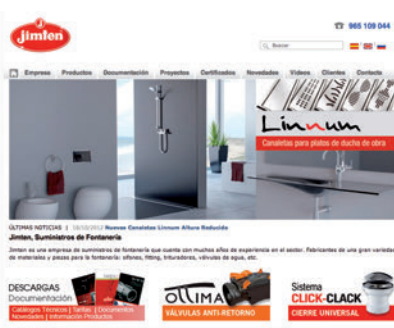 Jimten
965 109 044
Buscar
Empresa Productos Documentación Proyectos Certificados Novedades Videos Clientes Contacto
Linnum
Canaletas para platos de ducha de obra
ÚLTIMAS NOTICIAS | 18/10/2012 Nuevas Canaletas Linnum Altura Reducida
Jimten, Suministros de Fontanería
Jimten es una empresa de suministros de fontanería que cuenta con muchos años de experiencia en el sector. Fabricantes de una gran variedad
de materiales y piezas para la fontanería: sifones, fitting, trituradores, válvulas de agua, etc.
DESCARGAS
Documentación
Catálogos Técnicos | Tarifas | Documentos
Novedades | Información Productos
OLLIMA
VÁLVULAS ANTI-RETORNO
Sistema
CLICK-CLACK
CIERRE UNIVERSAL